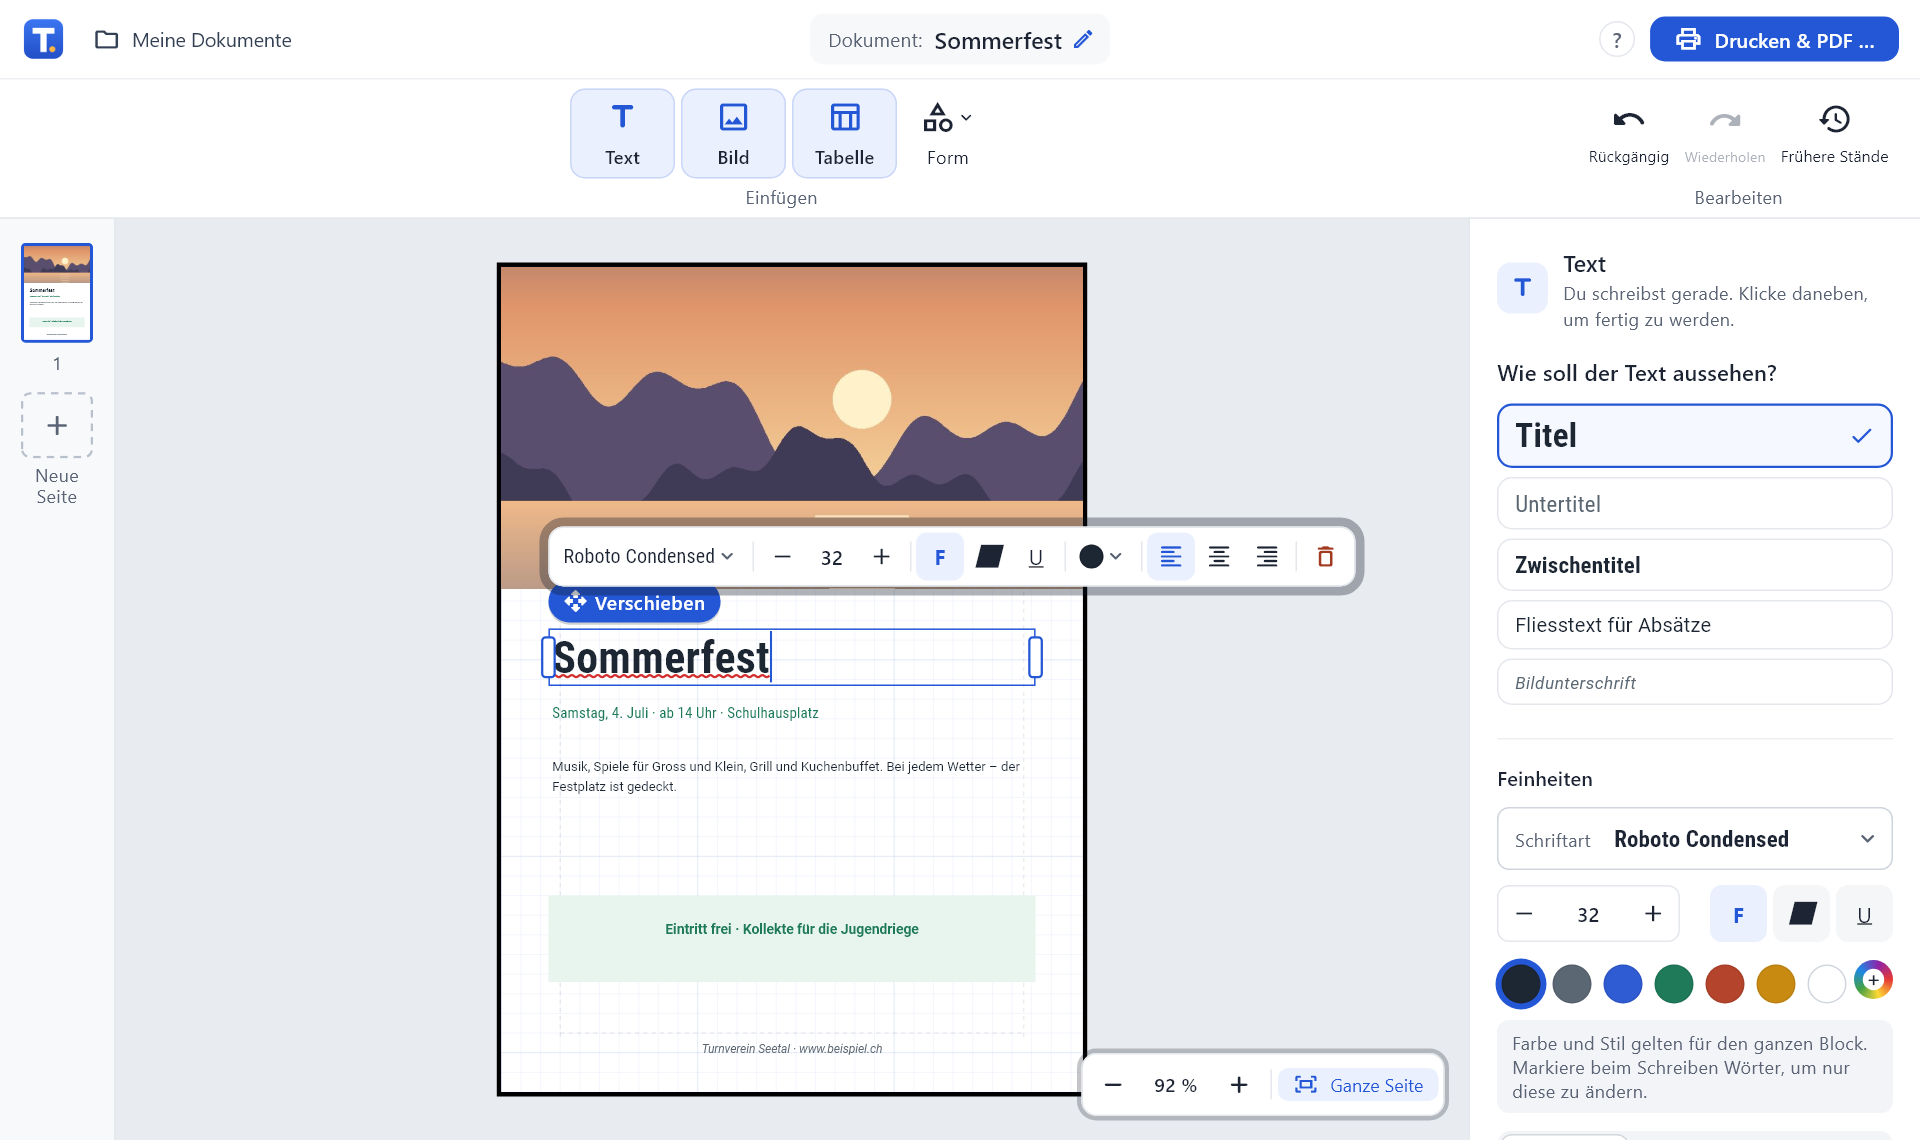 T.
Meine Dokumente
Dokument: Sommerfest
?
Drucken & PDF ...
Text
Bild
Tabelle
Form
Einfügen
Rückgängig
Wiederholen
Frühere Stände
Bearbeiten
1
Neue
Seite
Roboto Condensed
32
F
U
Verschieben
Sommerfest
Samstag, 4. Juli · ab 14 Uhr · Schulhausplatz
Musik, Spiele für Gross und Klein, Grill und Kuchenbuffet. Bei jedem Wetter – der
Festplatz ist gedeckt.
Eintritt frei · Kollekte für die Jugendriege
Turnverein Seetal · www.beispiel.ch
92 %
Ganze Seite
T
Text
Du schreibst gerade. Klicke daneben,
um fertig zu werden.
Wie soll der Text aussehen?
Titel
Untertitel
Zwischentitel
Fliesstext für Absätze
Bildunterschrift
Feinheiten
Schriftart Roboto Condensed
32
F
U
Farbe und Stil gelten für den ganzen Block.
Markiere beim Schreiben Wörter, um nur
diese zu ändern.